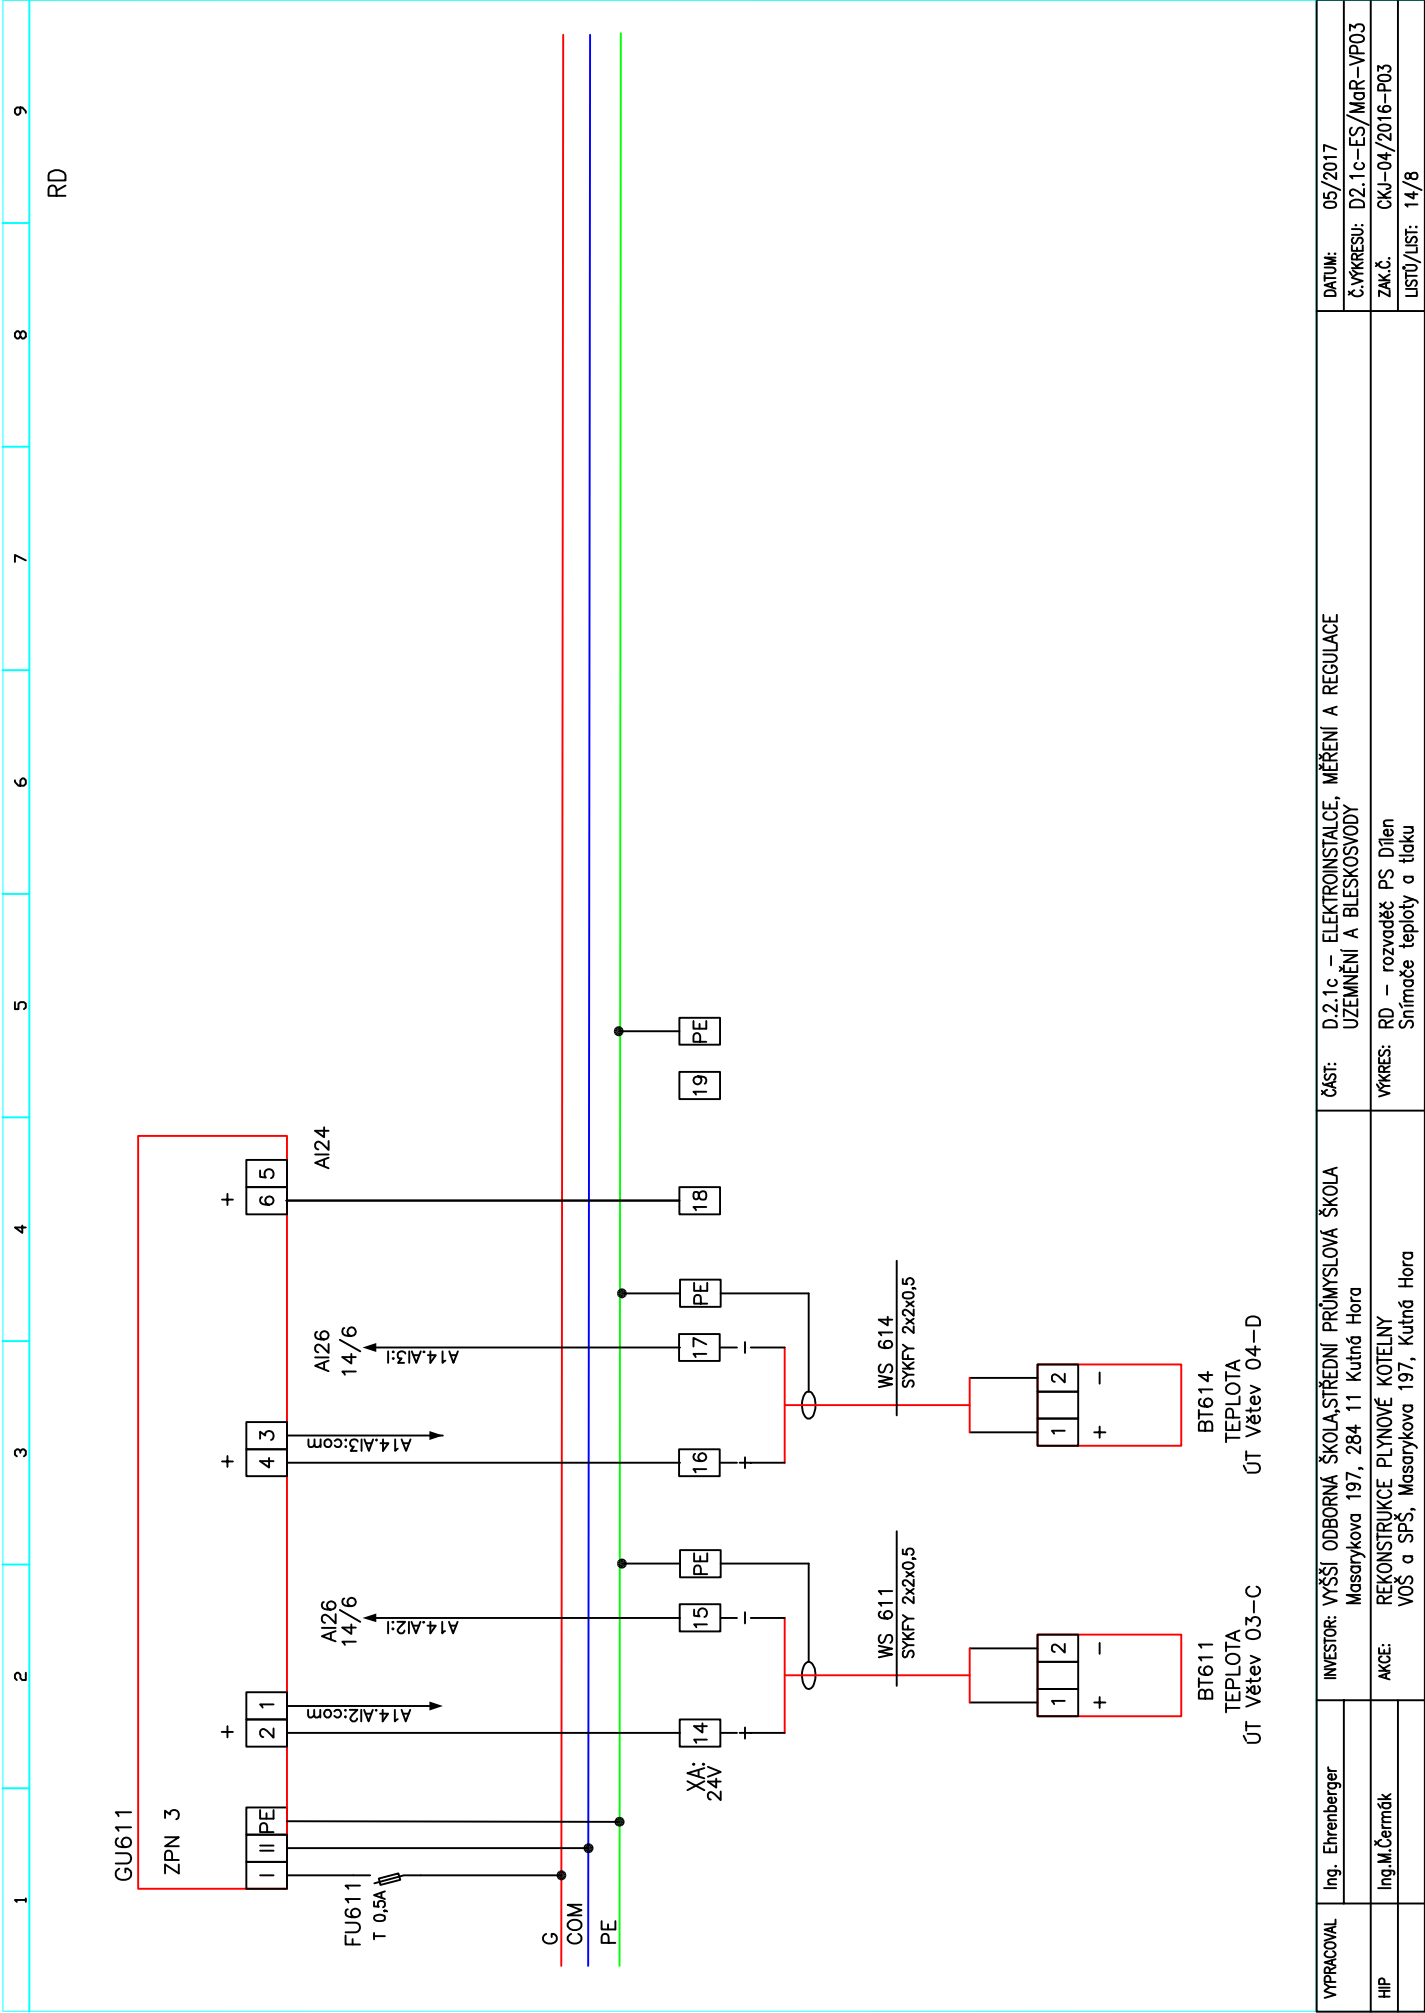 1
2
3
4
5
6
7
8
9
RD
GU611
ZPN 3
I
II
PE
+
2
1
+
4
3
+
6
5
AI24
FU611
T 0,5A
A14.AI2:com
AI26
14/6
A14.AI2:I
A14.AI3:com
AI26
14/6
A14.AI3:I
G
COM
PE
XA:
24V
14
15
PE
16
17
PE
18
19
PE
+
–
+
–
WS 611
SYKFY 2x2x0,5
WS 614
SYKFY 2x2x0,5
1
2
+
–
1
2
+
–
BT611
TEPLOTA
ÚT Větev 03–C
BT614
TEPLOTA
ÚT Větev 04–D
VYPRACOVAL
Ing. Ehrenberger
HIP
Ing.M.Čermák
INVESTOR:
VYŠŠÍ ODBORNÁ ŠKOLA,STŘEDNÍ PRŮMYSLOVÁ ŠKOLA
Masarykova 197, 284 11 Kutná Hora
AKCE:
REKONSTRUKCE PLYNOVÉ KOTELNY
VOŠ a SPŠ, Masarykova 197, Kutná Hora
ČÁST:
D.2.1c – ELEKTROINSTALCE, MĚŘENÍ A REGULACE
UZEMNĚNÍ A BLESKOSVODY
VÝKRES:
RD – rozvaděč PS Dílen
Snímače teploty a tlaku
DATUM:
05/2017
Č.VÝKRESU:
D2.1c–ES/MaR–VP03
ZAK.Č.
CKJ–04/2016–P03
LISTŮ/LIST:
14/8